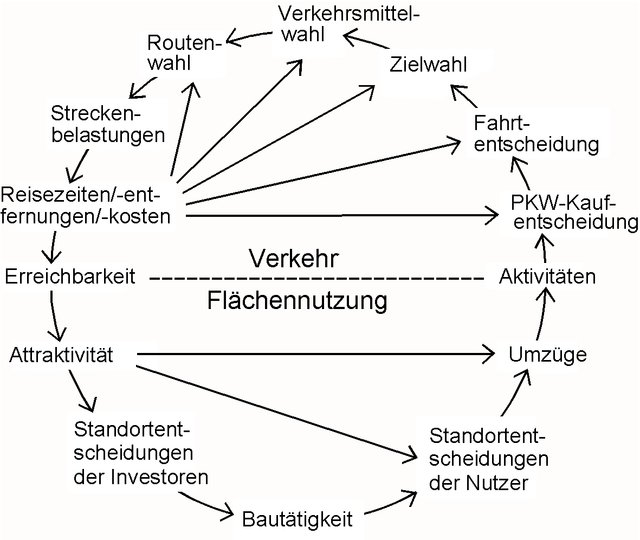 Verkehrsmittel-
wahl
Routen-
wahl
Zielwahl
Strecken-
belastungen
Fahrt-
entscheidung
Reisezeiten/-ent-
fernungen/-kosten
PKW-Kauf-
entscheidung
Verkehr
Erreichbarkeit
Aktivitäten
Flächennutzung
Attraktivität
Umzüge
Standortent-
scheidungen
der Investoren
Standortent-
scheidungen
der Nutzer
Bautätigkeit